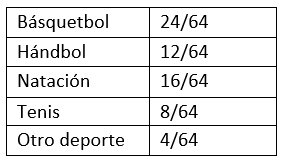 Básquetbol 24/64
Hándbol 12/64
Natación 16/64
Tenis 8/64
Otro deporte 4/64